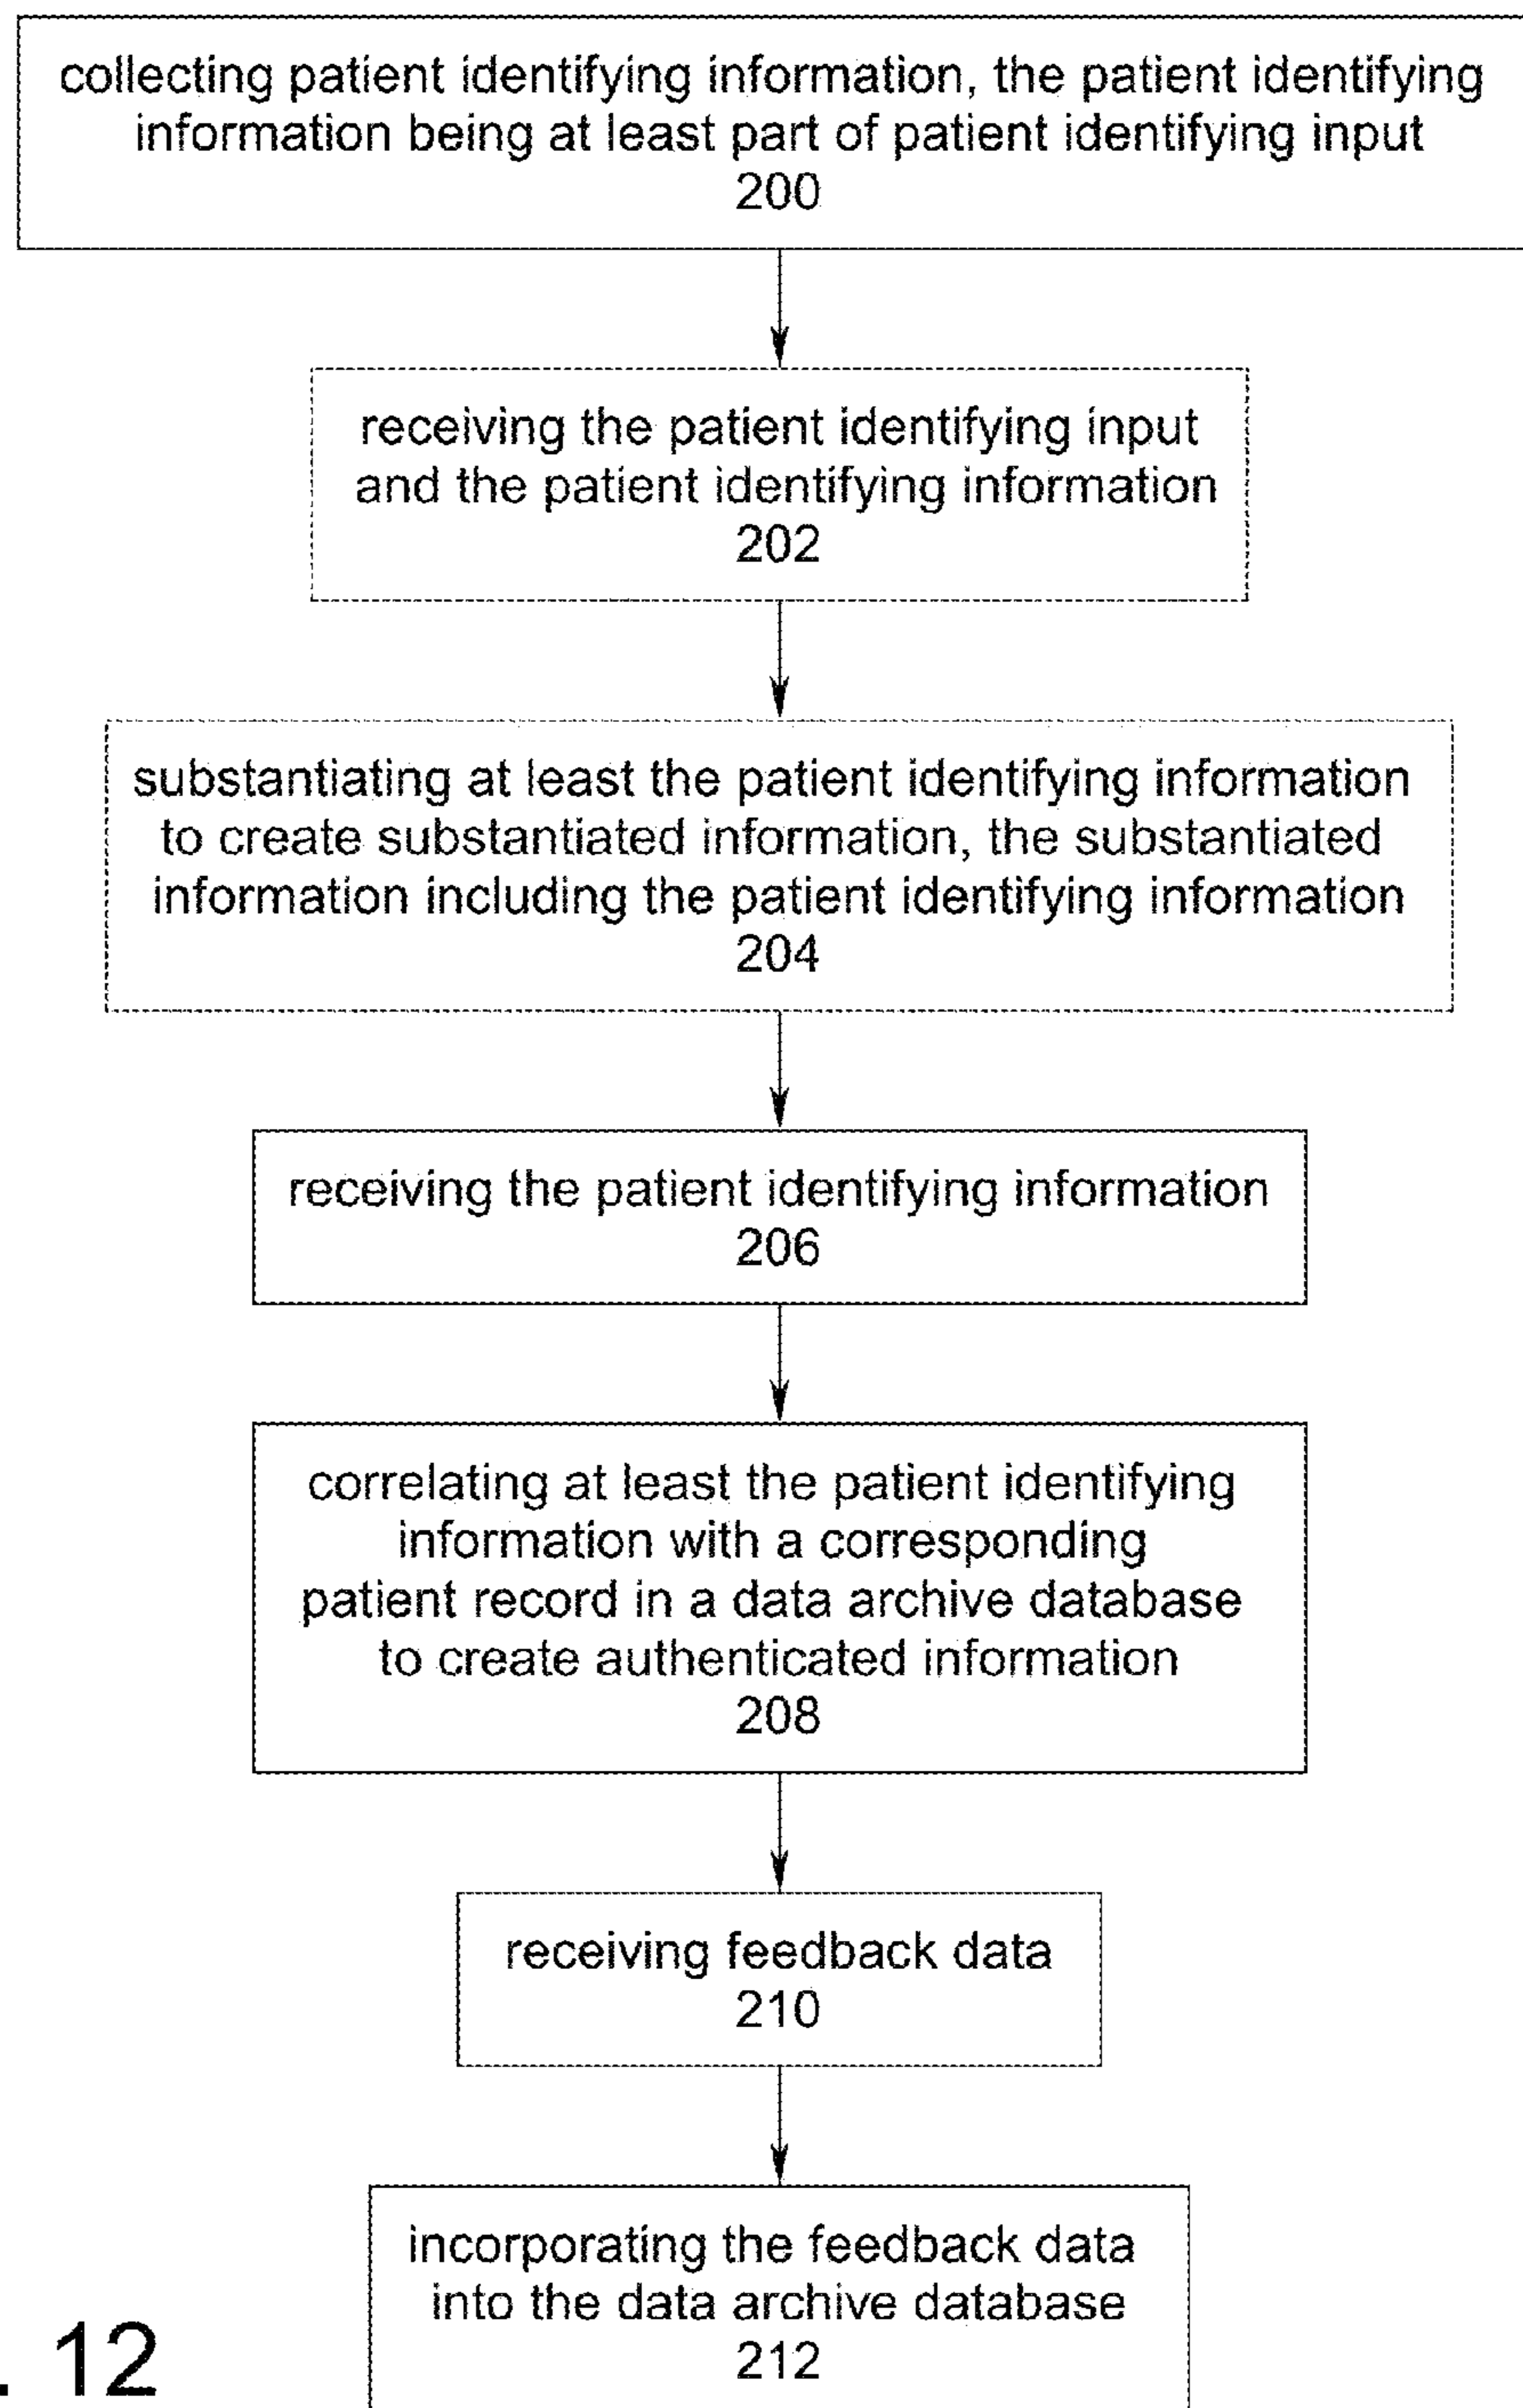 collecting patient identifying information, the patient identifying
information being at least part of patient identifying input
200
receiving the patient identifying input
and the patient identifying information
202
substantiating at least the patient identifying information
to create substantiated information, the substantiated
information including the patient identifying information
204
receiving the patient identifying information
206
correlating at least the patient identifying
information with a corresponding
patient record in a data archive database
to create authenticated information
208
receiving feedback data
210
incorporating the feedback data
into the data archive database
212
. 12